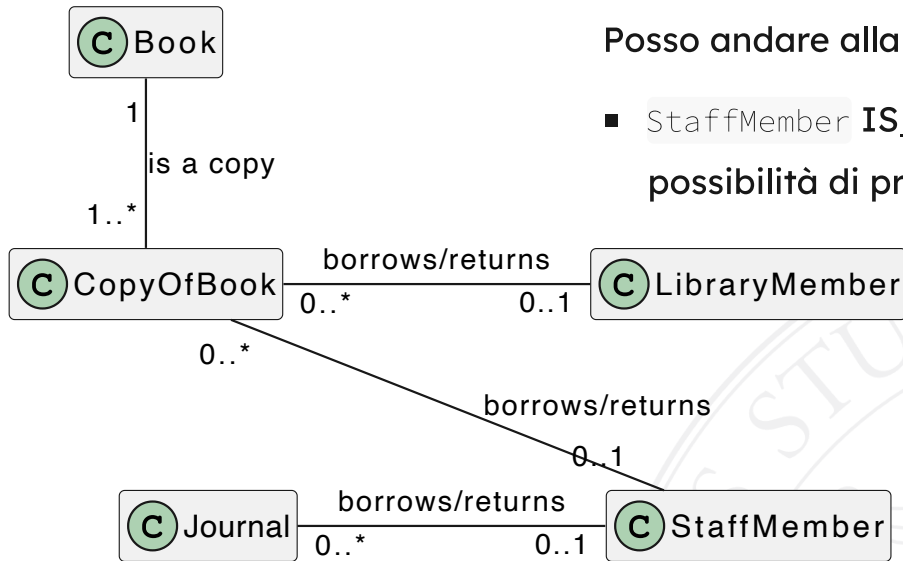 C Book
Posso andare alla
▪ StaffMember IS_
possibilità di pr
1
is a copy
1..*
C CopyOfBook
borrows/returns
0..*
0..1
C LibraryMember
0..*
borrows/returns
0..1
C Journal
borrows/returns
0..*
0..1
C StaffMember